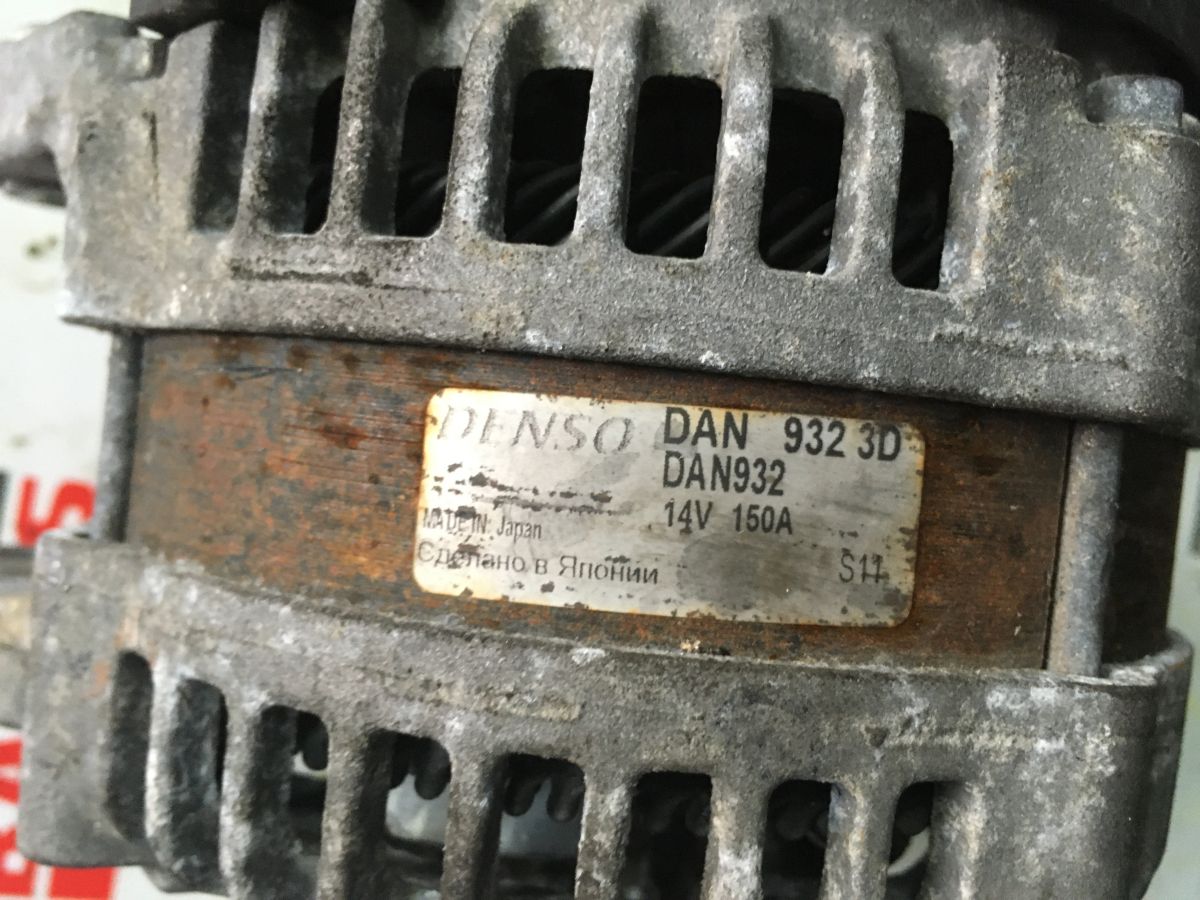 DENSO
DAN 932 3D
DAN932
14V 150A
MADE IN: Japan
Сделано в Японии
S11